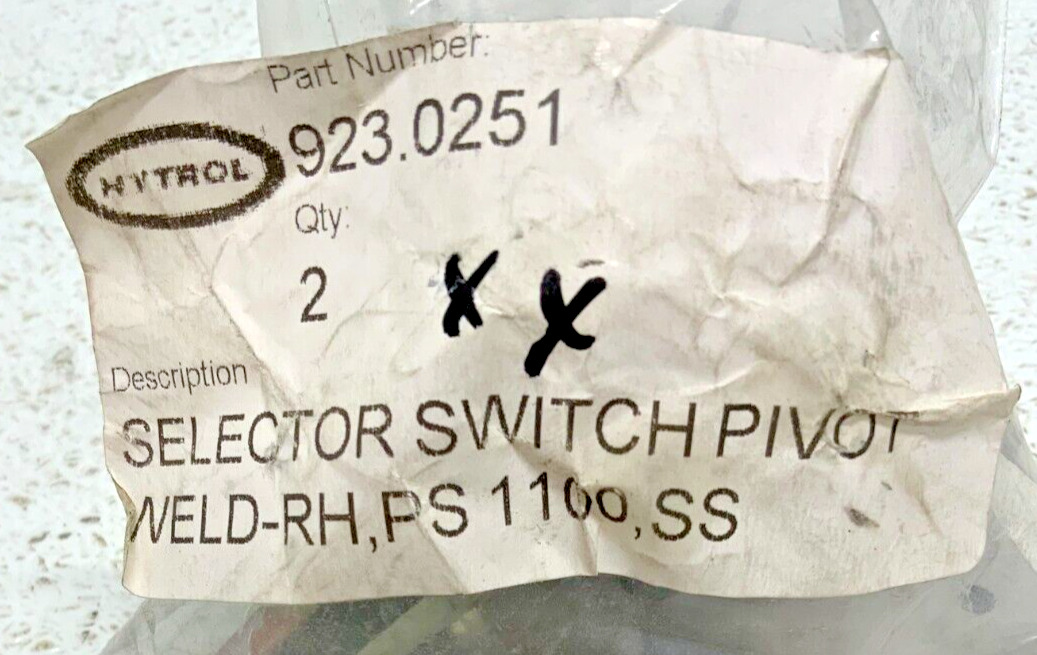 Part Number:
HYTROL 923.0251
Qty:
2 X X
Description
SELECTOR SWITCH PIVOT
WELD-RH,PS 1100,SS